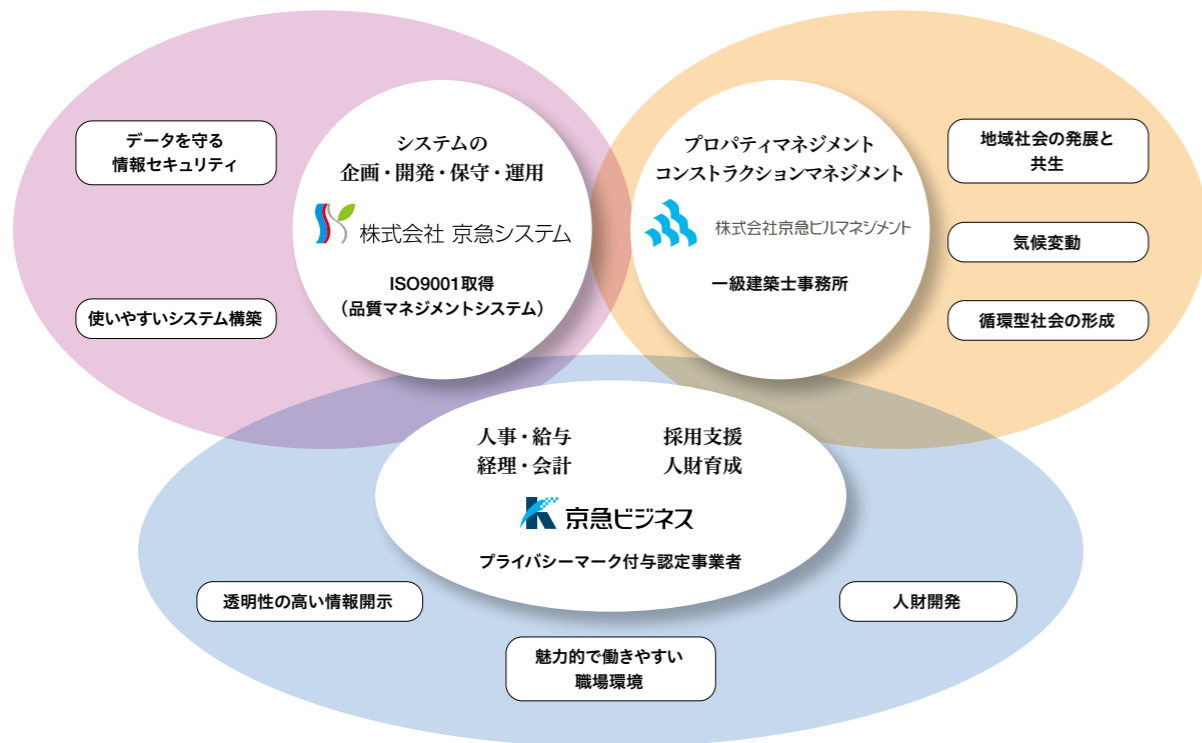 データを守る
情報セキュリティ
使いやすいシステム構築
システムの
企画・開発・保守・運用
株式会社 京急システム
ISO9001取得
（品質マネジメントシステム）
プロパティマネジメント
コンストラクションマネジメント
株式会社京急ビルマネジメント
一級建築士事務所
地域社会の発展と
共生
気候変動
循環型社会の形成
人事・給与 採用支援
経理・会計 人財育成
京急ビジネス
プライバシーマーク付与認定事業者
透明性の高い情報開示
魅力的で働きやすい
職場環境
人財開発